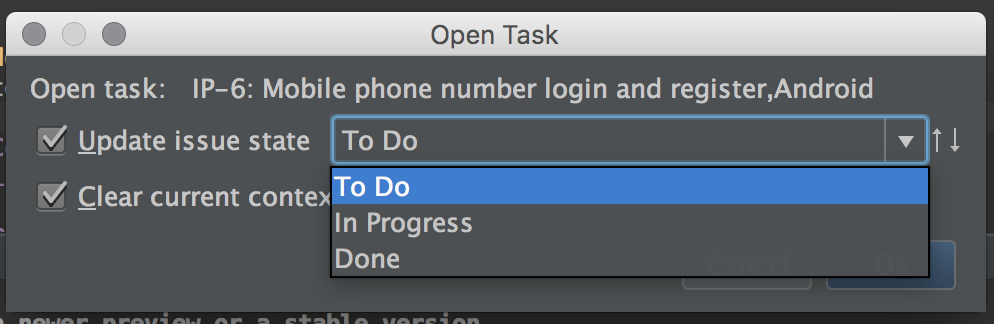 Open Task
Open task: IP-6: Mobile phone number login and register,Android
Update issue state To Do
To Do
Clear current contex
In Progress
Done
Cancel OK
newer preview or a stable version